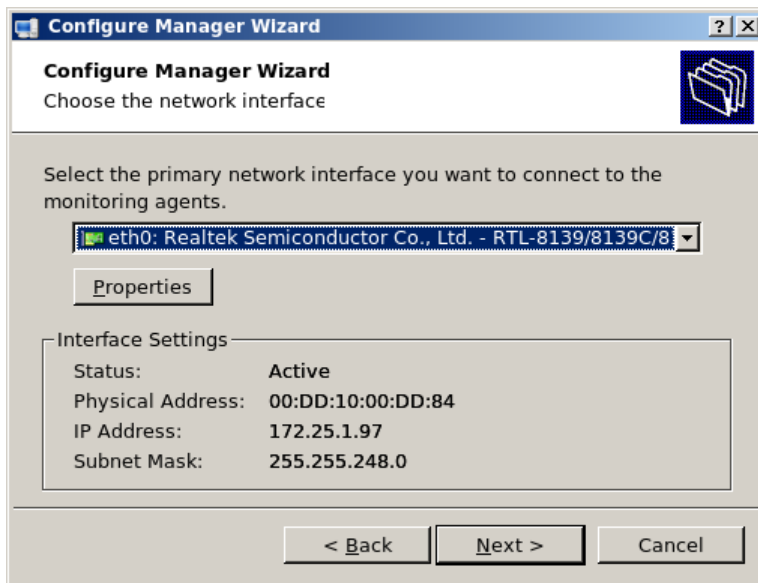 Configure Manager Wizard
Configure Manager Wizard
Choose the network interface
Select the primary network interface you want to connect to the
monitoring agents.
eth0: Realtek Semiconductor Co., Ltd. - RTL-8139/8139C/8
Properties
Interface Settings
Status: Active
Physical Address: 00:DD:10:00:DD:84
IP Address: 172.25.1.97
Subnet Mask: 255.255.248.0
< Back Next > Cancel